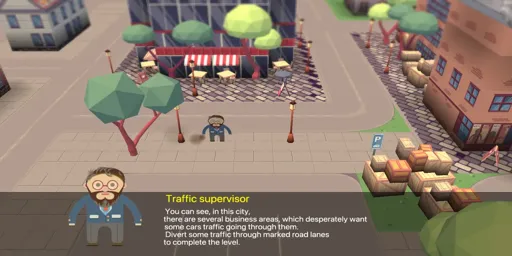 Traffic supervisor
You can see, in this city,
there are several business areas, which desperately want
some cars traffic going through them.
Divert some traffic through marked road lanes
to complete the level.
P